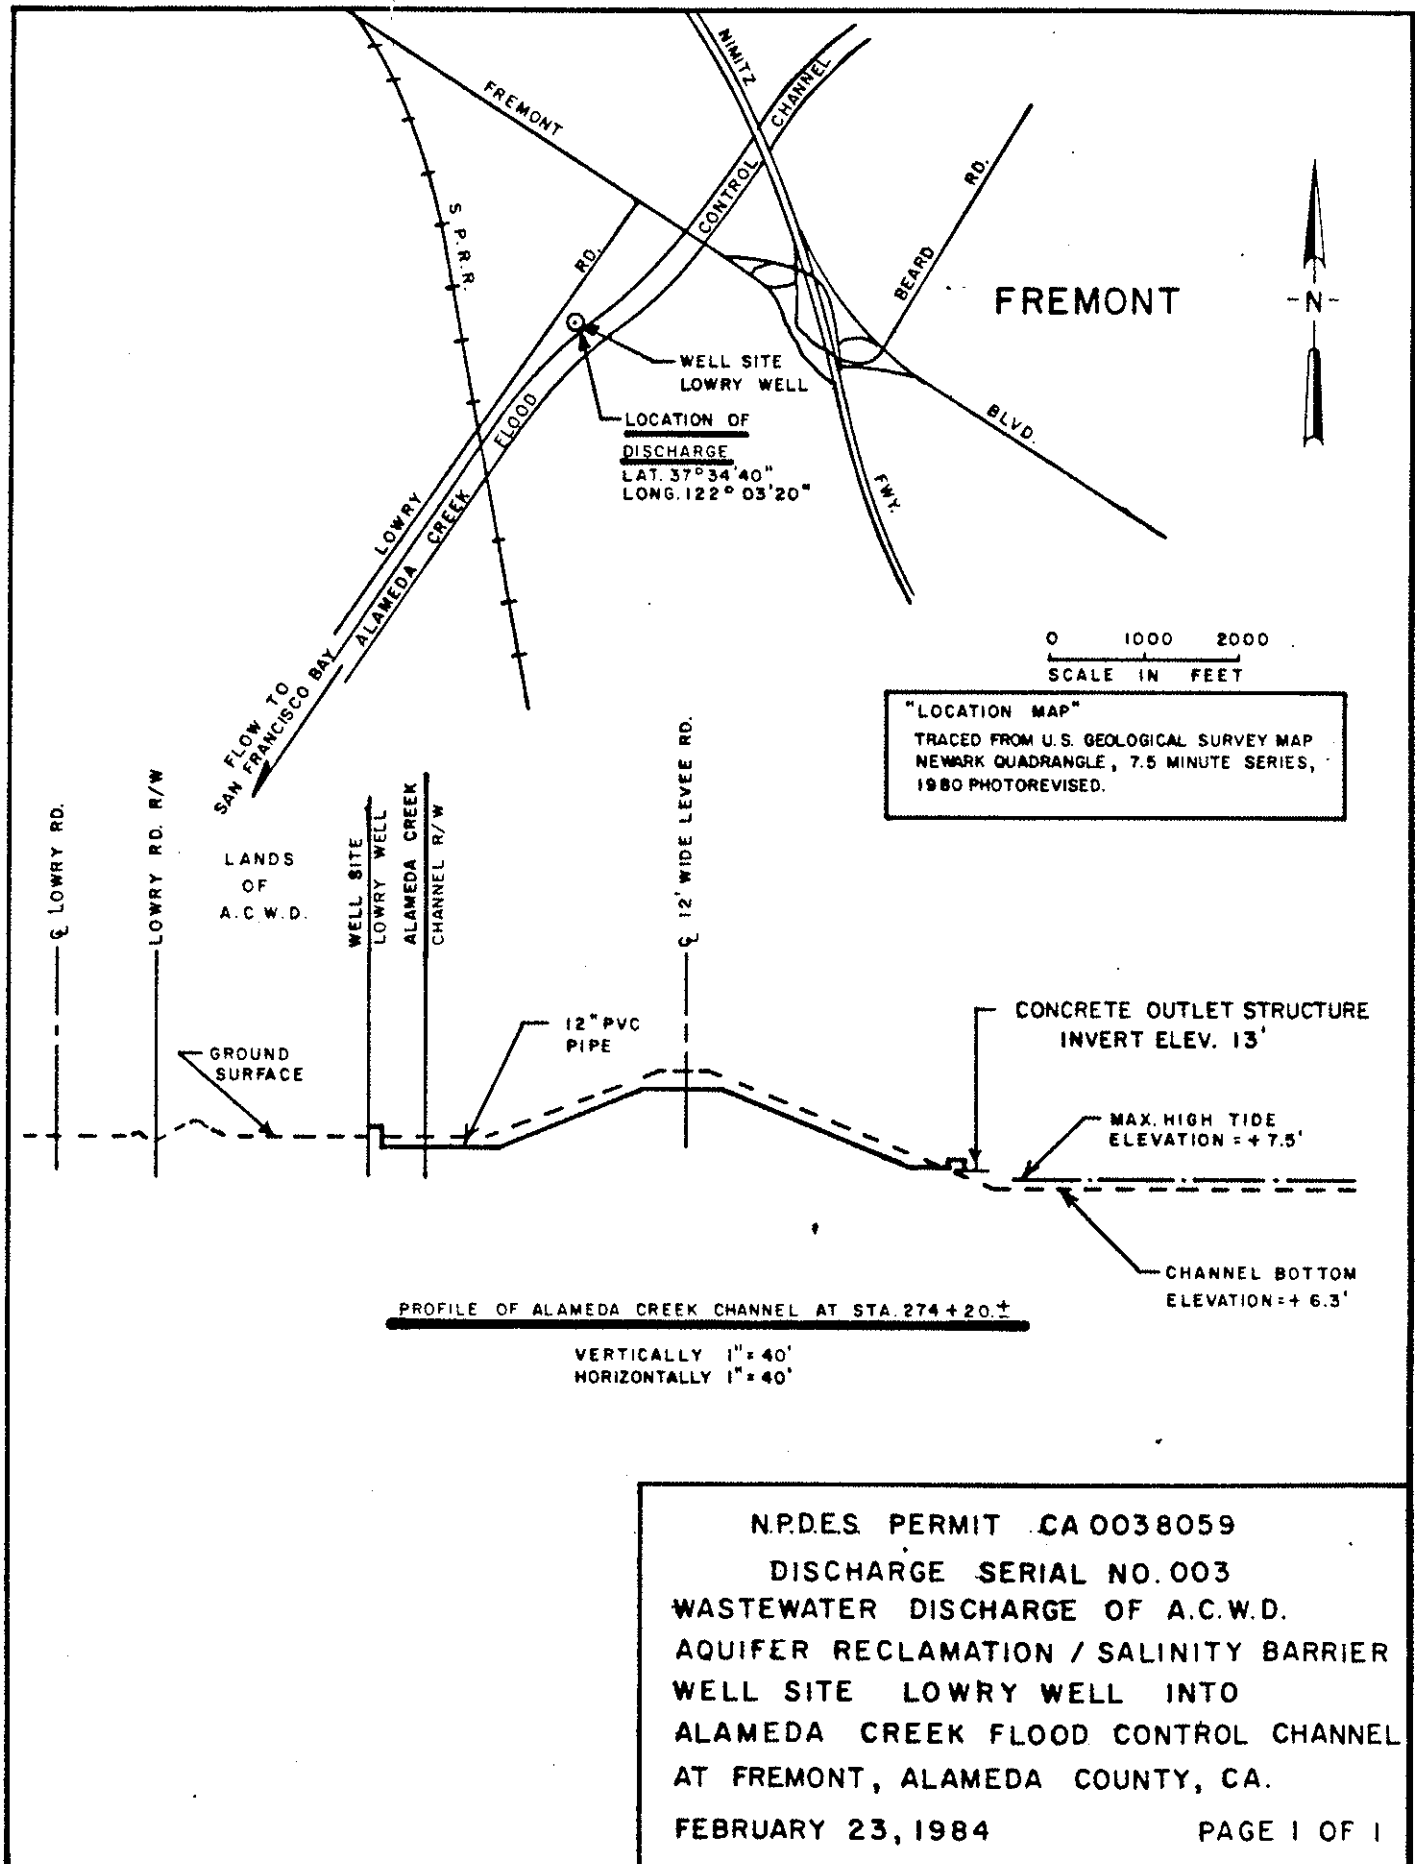 NIMITZ
FREMONT
CHANNEL
CONTROL
RD.
S.P.R.R.
RD.
BEARD
FREMONT
-N-
WELL SITE
LOWRY WELL
LOCATION OF
DISCHARGE
LAT. 37° 34' 40"
LONG. 122° 03' 20"
BLVD.
FWY.
FLOOD
LOWRY
CREEK
ALAMEDA
FLOW TO
SAN FRANCISCO BAY
0 1000 2000
SCALE IN FEET
"LOCATION MAP"
TRACED FROM U.S. GEOLOGICAL SURVEY MAP
NEWARK QUADRANGLE, 7.5 MINUTE SERIES,
1980 PHOTOREVISED.
℄ LOWRY RD.
LOWRY RD. R/W
LANDS
OF
A.C.W.D.
WELL SITE
LOWRY WELL
ALAMEDA CREEK
CHANNEL R/W
℄ 12' WIDE LEVEE RD.
GROUND
SURFACE
12" PVC
PIPE
CONCRETE OUTLET STRUCTURE
INVERT ELEV. 13'
MAX. HIGH TIDE
ELEVATION = + 7.5'
CHANNEL BOTTOM
ELEVATION = + 6.3'
PROFILE OF ALAMEDA CREEK CHANNEL AT STA. 274 + 20.±
VERTICALLY 1" = 40'
HORIZONTALLY 1" = 40'
N.P.D.E.S. PERMIT CA 0038059
DISCHARGE SERIAL NO. 003
WASTEWATER DISCHARGE OF A.C.W.D.
AQUIFER RECLAMATION / SALINITY BARRIER
WELL SITE LOWRY WELL INTO
ALAMEDA CREEK FLOOD CONTROL CHANNEL
AT FREMONT, ALAMEDA COUNTY, CA.
FEBRUARY 23, 1984 PAGE 1 OF 1